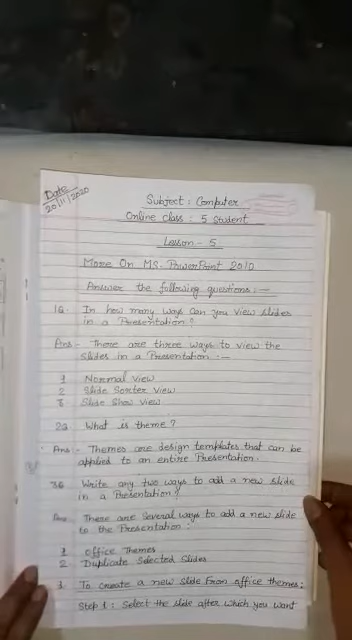 Date
20/11/2020
Subject : Computer
Online Class : 5 Student
Lesson - 5
More On MS. PowerPoint 2010
Answer the following questions :-
1Q. In how many ways can you view slides
in a Presentation?
Ans - There are three ways to view the
slides in a Presentation :-
1 Normal View
2 Slide Sorter View
3 Slide Show View
2Q What is theme?
Ans - Themes are design templates that can be
applied to an entire Presentation.
3Q Write any two ways to add a new slide
in a Presentation?
Ans. There are Several ways to add a new slide
to the Presentation:
1 Office Themes
2 Duplicate Selected Slides
1. To create a new slide from office themes:
Step 1 : Select the slide after which you want